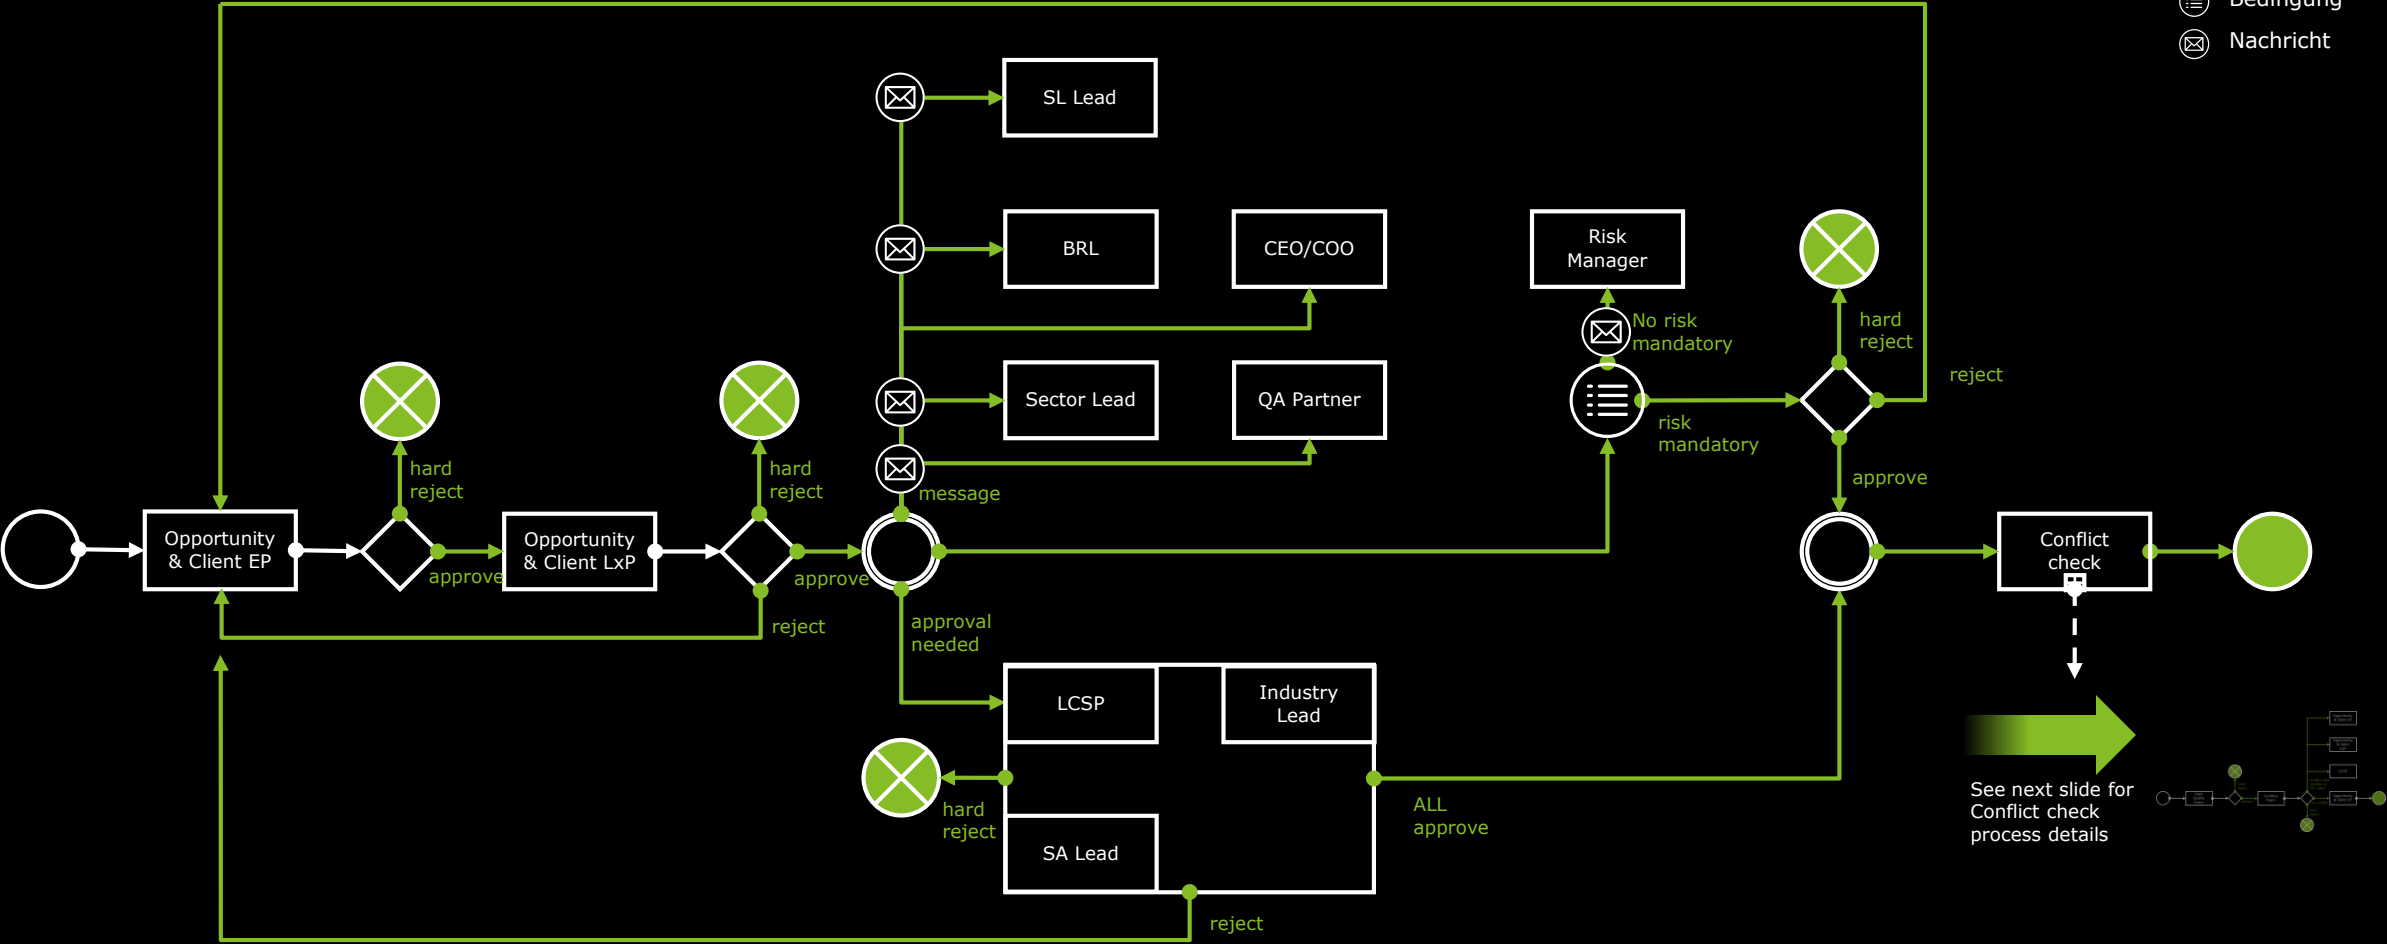 Bedingung
Nachricht
SL Lead
BRL
CEO/COO
Risk
Manager
No risk
mandatory
hard
reject
reject
Sector Lead
QA Partner
risk
mandatory
hard
reject
hard
reject
message
approve
Opportunity
& Client EP
approve
Opportunity
& Client LxP
approve
Conflict
check
reject
approval
needed
LCSP
Industry
Lead
hard
reject
ALL
approve
See next slide for
Conflict check
process details
SA Lead
reject